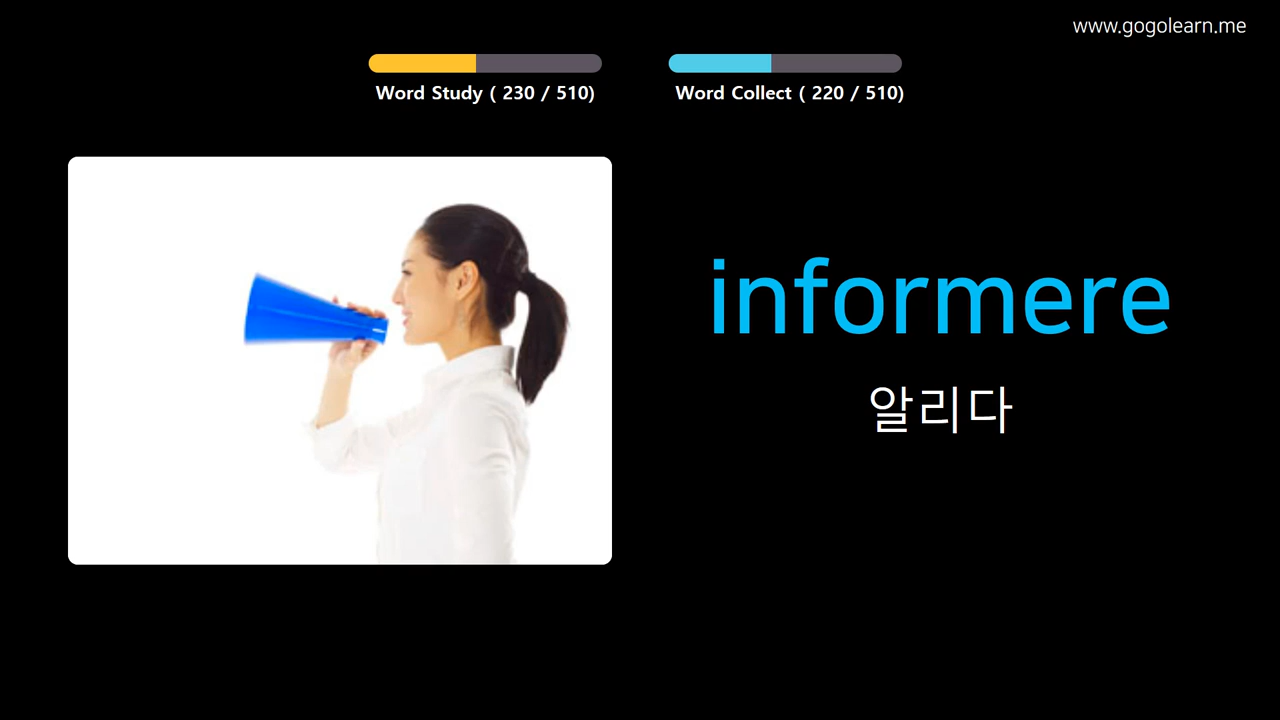 www.gogolearn.me
Word Study ( 230 / 510)
Word Collect ( 220 / 510)
informere
알리다